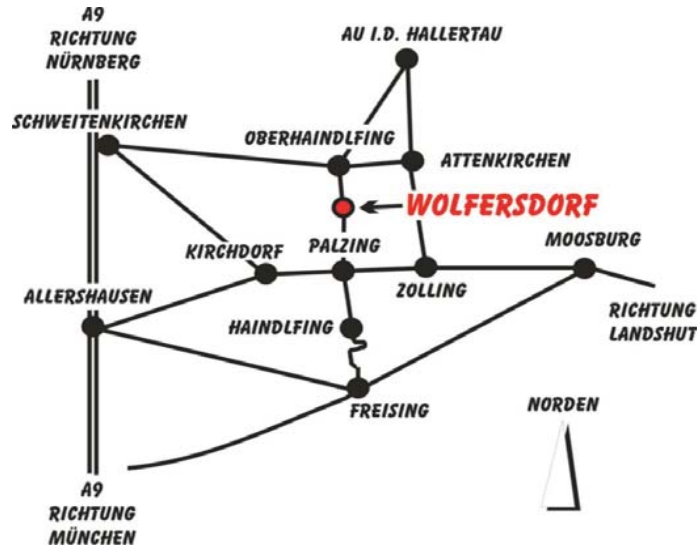 A9
RICHTUNG
NÜRNBERG
AU I.D. HALLERTAU
SCHWEITENKIRCHEN
OBERHAINDLFING
ATTENKIRCHEN
WOLFERSDORF
KIRCHDORF
PALZING
MOOSBURG
ALLERSHAUSEN
ZOLLING
HAINDLFING
RICHTUNG
LANDSHUT
FREISING
NORDEN
A9
RICHTUNG
MÜNCHEN